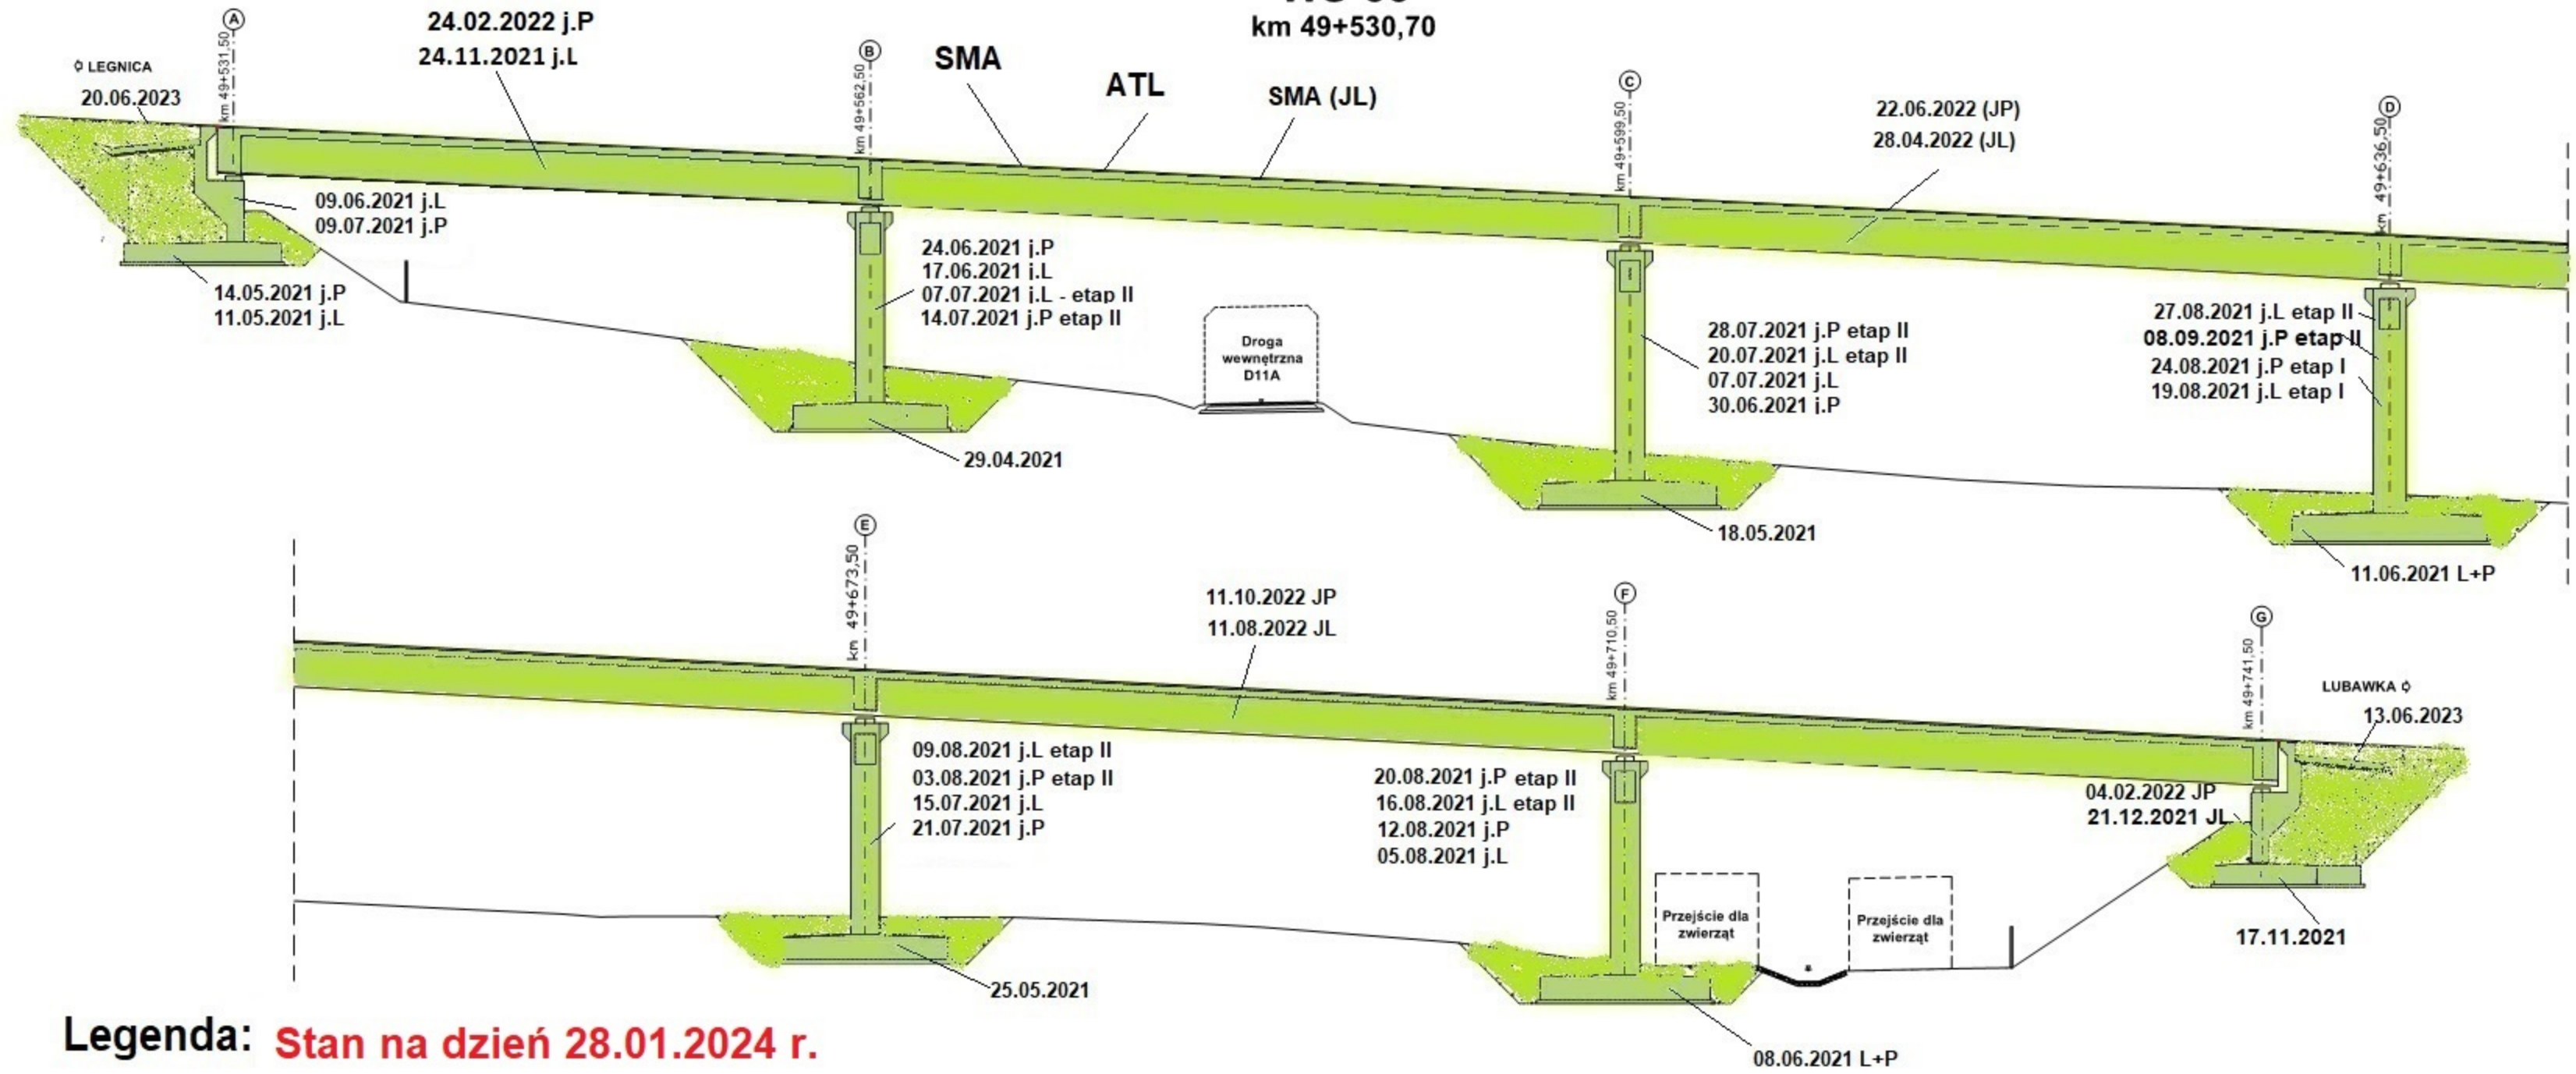 km 49+530,70
A
km 49+531,50
LEGNICA
20.06.2023
24.02.2022 j.P
24.11.2021 j.L
B
km 49+562,50
SMA
ATL
SMA (JL)
C
km 49+599,50
22.06.2022 (JP)
28.04.2022 (JL)
D
km 49+636,50
09.06.2021 j.L
09.07.2021 j.P
14.05.2021 j.P
11.05.2021 j.L
24.06.2021 j.P
17.06.2021 j.L
07.07.2021 j.L - etap II
14.07.2021 j.P etap II
29.04.2021
Droga
wewnętrzna
D11A
28.07.2021 j.P etap II
20.07.2021 j.L etap II
07.07.2021 j.L
30.06.2021 j.P
18.05.2021
27.08.2021 j.L etap II
08.09.2021 j.P etap II
24.08.2021 j.P etap I
19.08.2021 j.L etap I
11.06.2021 L+P
E
km 49+673,50
11.10.2022 JP
11.08.2022 JL
F
km 49+710,50
G
km 49+741,50
LUBAWKA
13.06.2023
09.08.2021 j.L etap II
03.08.2021 j.P etap II
15.07.2021 j.L
21.07.2021 j.P
25.05.2021
20.08.2021 j.P etap II
16.08.2021 j.L etap II
12.08.2021 j.P
05.08.2021 j.L
Przejście dla
zwierząt
Przejście dla
zwierząt
04.02.2022 JP
21.12.2021 JL
17.11.2021
08.06.2021 L+P
Legenda: Stan na dzień 28.01.2024 r.